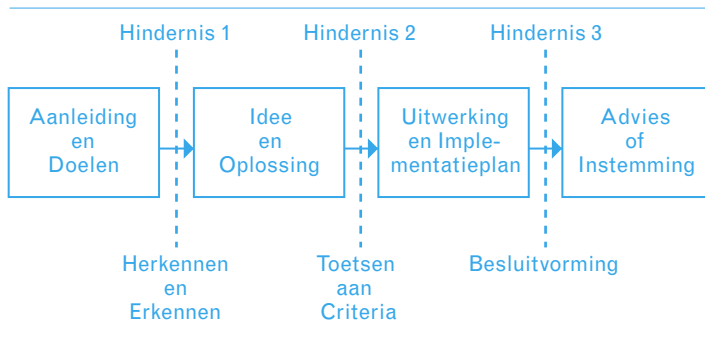 Hindernis 1
Hindernis 2
Hindernis 3
Aanleiding
en
Doelen
Idee
en
Oplossing
Uitwerking
en Imple-
mentatieplan
Advies
of
Instemming
Herkennen
en
Erkennen
Toetsen
aan
Criteria
Besluitvorming